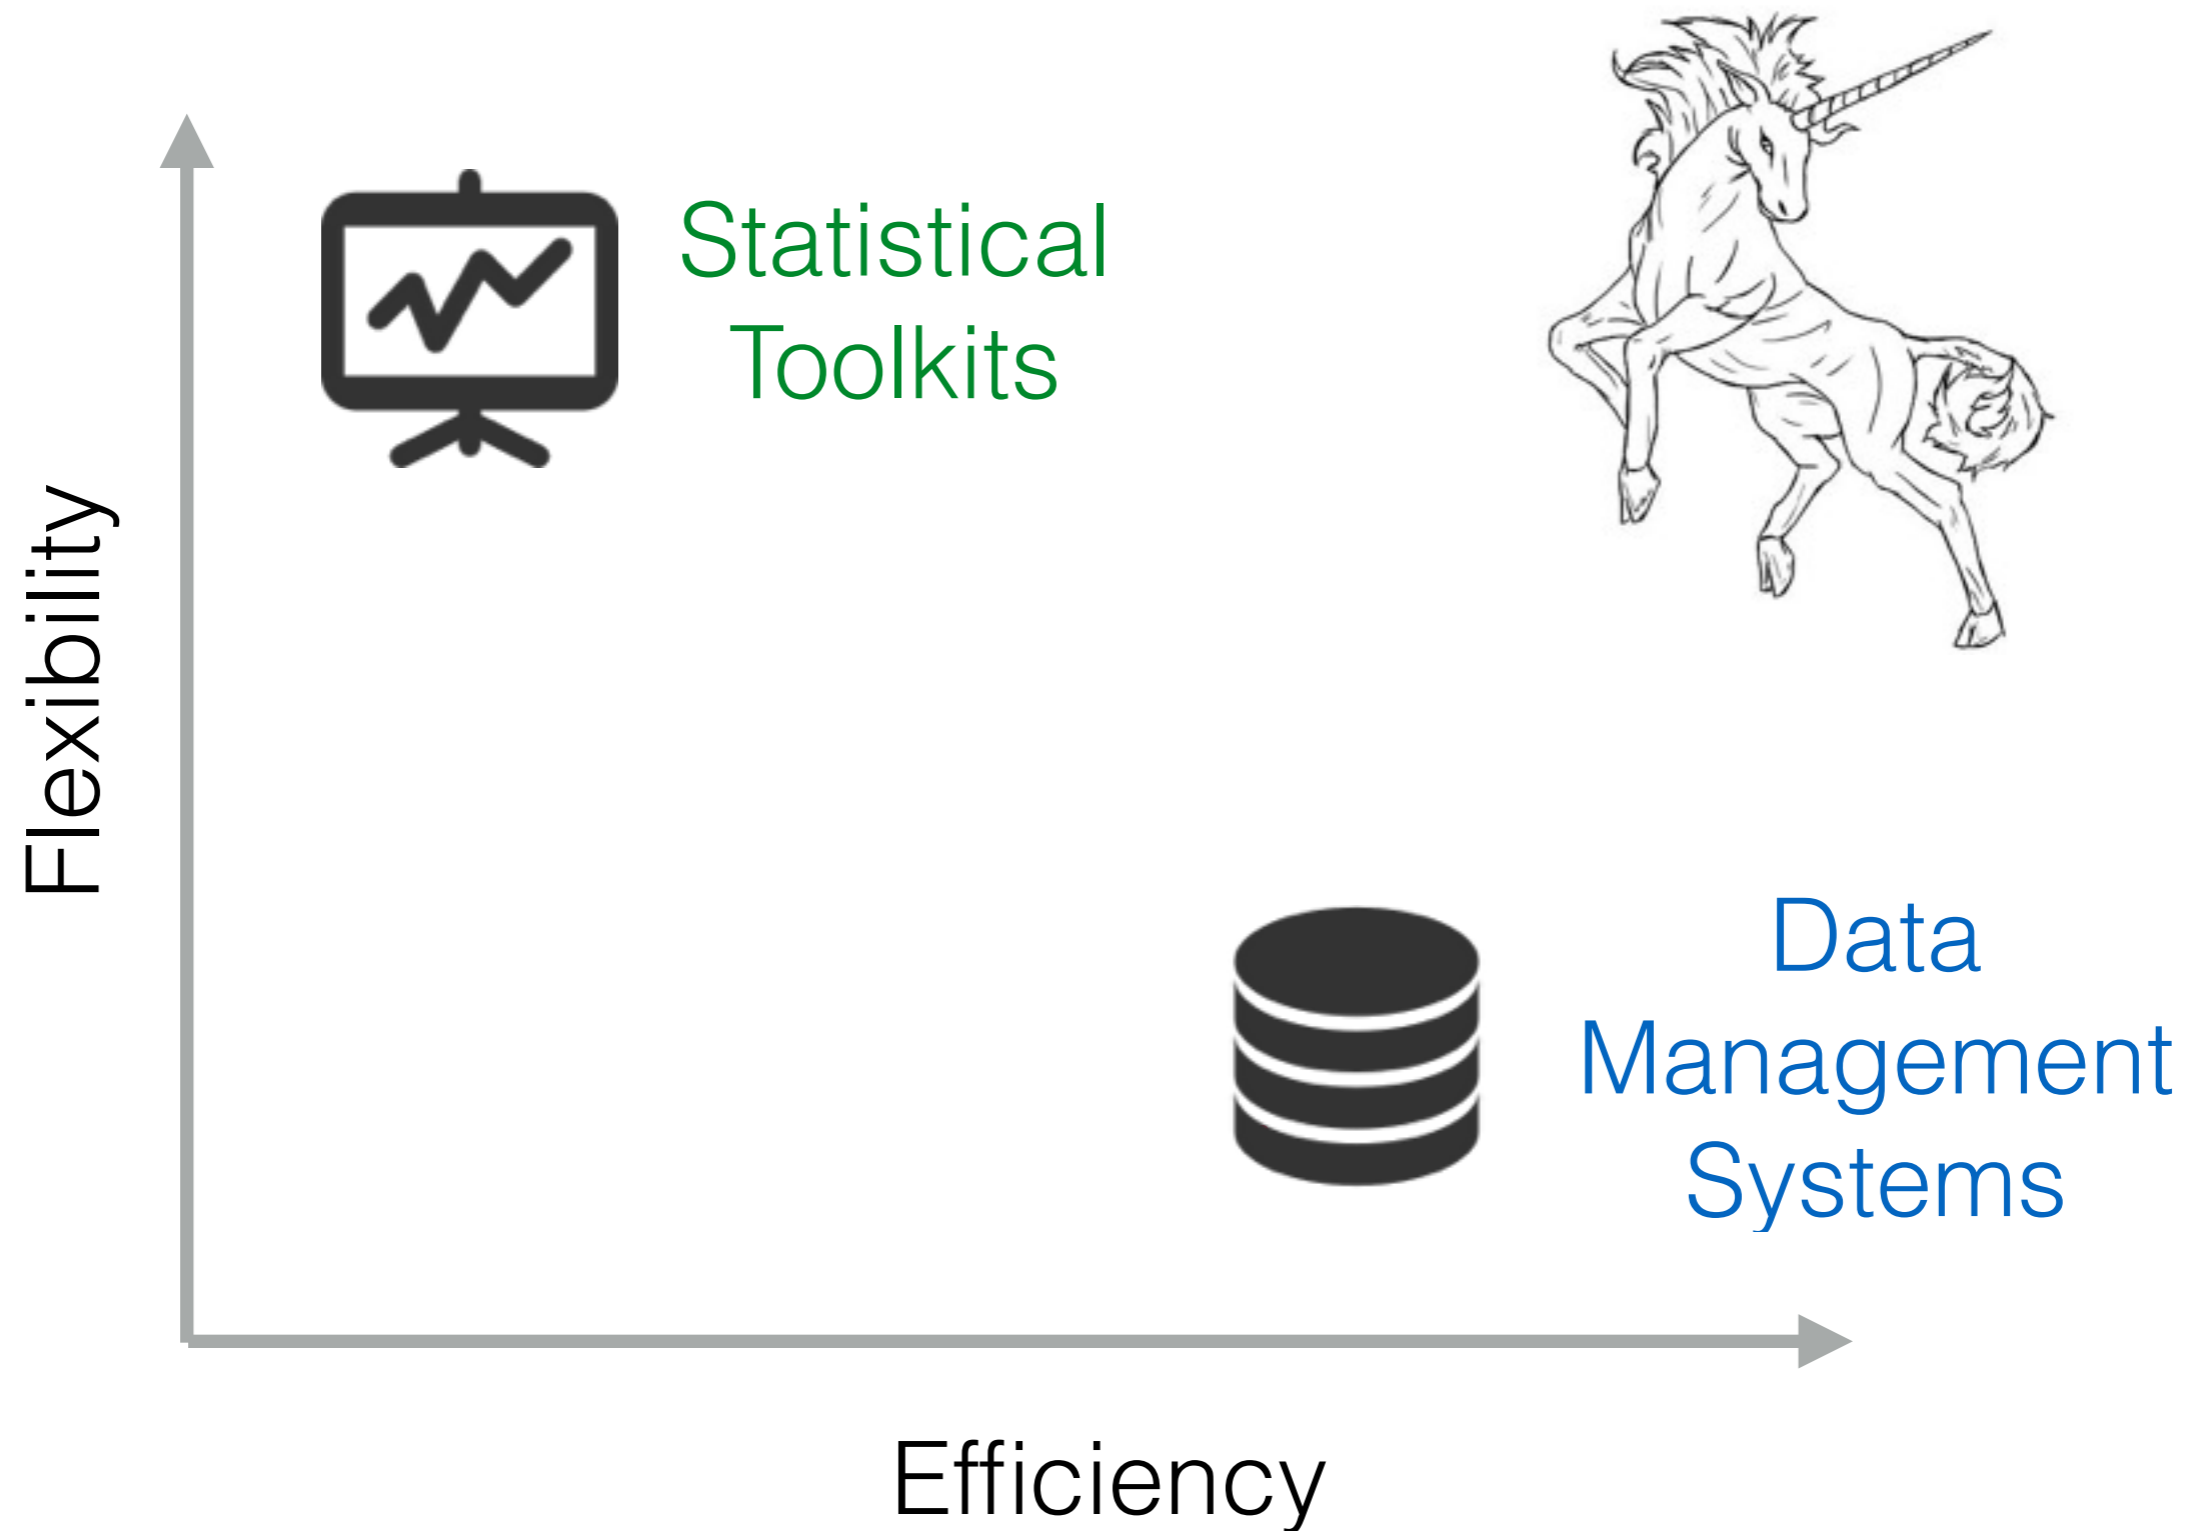 Statistical
Toolkits
Flexibility
Data
Management
Systems
Efficiency